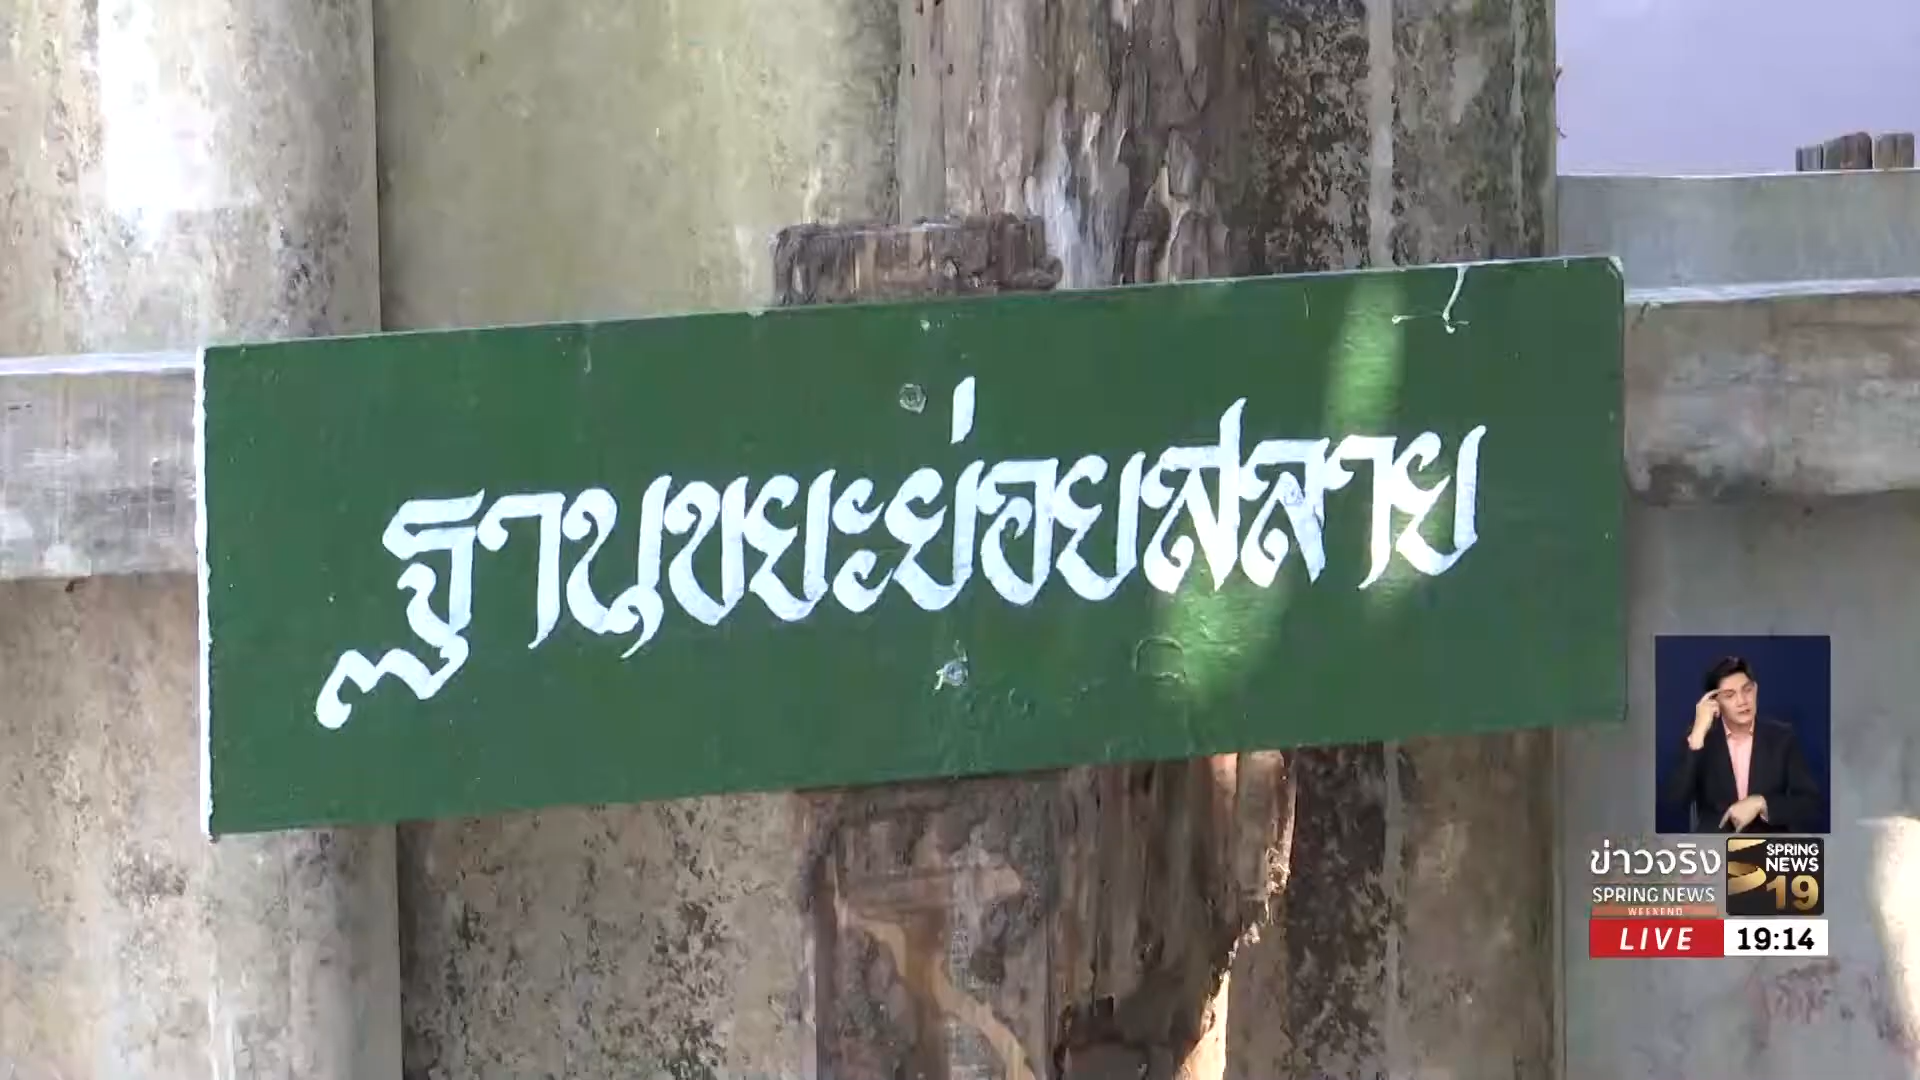 ฐานขยะย่อยสลาย
ข่าวจริง
SPRING NEWS
WEEKEND
SPRING
NEWS
19
LIVE 19:14